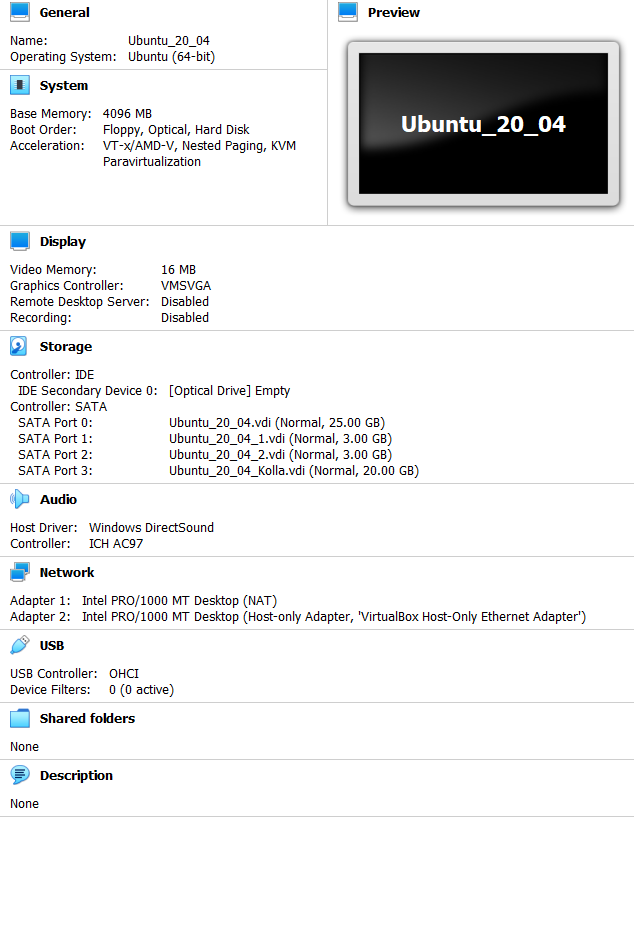 General
Name: Ubuntu_20_04
Operating System: Ubuntu (64-bit)
System
Base Memory: 4096 MB
Boot Order: Floppy, Optical, Hard Disk
Acceleration: VT-x/AMD-V, Nested Paging, KVM
Paravirtualization
Preview
Ubuntu_20_04
Display
Video Memory: 16 MB
Graphics Controller: VMSVGA
Remote Desktop Server: Disabled
Recording: Disabled
Storage
Controller: IDE
IDE Secondary Device 0: [Optical Drive] Empty
Controller: SATA
SATA Port 0: Ubuntu_20_04.vdi (Normal, 25.00 GB)
SATA Port 1: Ubuntu_20_04_1.vdi (Normal, 3.00 GB)
SATA Port 2: Ubuntu_20_04_2.vdi (Normal, 3.00 GB)
SATA Port 3: Ubuntu_20_04_Kolla.vdi (Normal, 20.00 GB)
Audio
Host Driver: Windows DirectSound
Controller: ICH AC97
Network
Adapter 1: Intel PRO/1000 MT Desktop (NAT)
Adapter 2: Intel PRO/1000 MT Desktop (Host-only Adapter, 'VirtualBox Host-Only Ethernet Adapter')
USB
USB Controller: OHCI
Device Filters: 0 (0 active)
Shared folders
None
Description
None